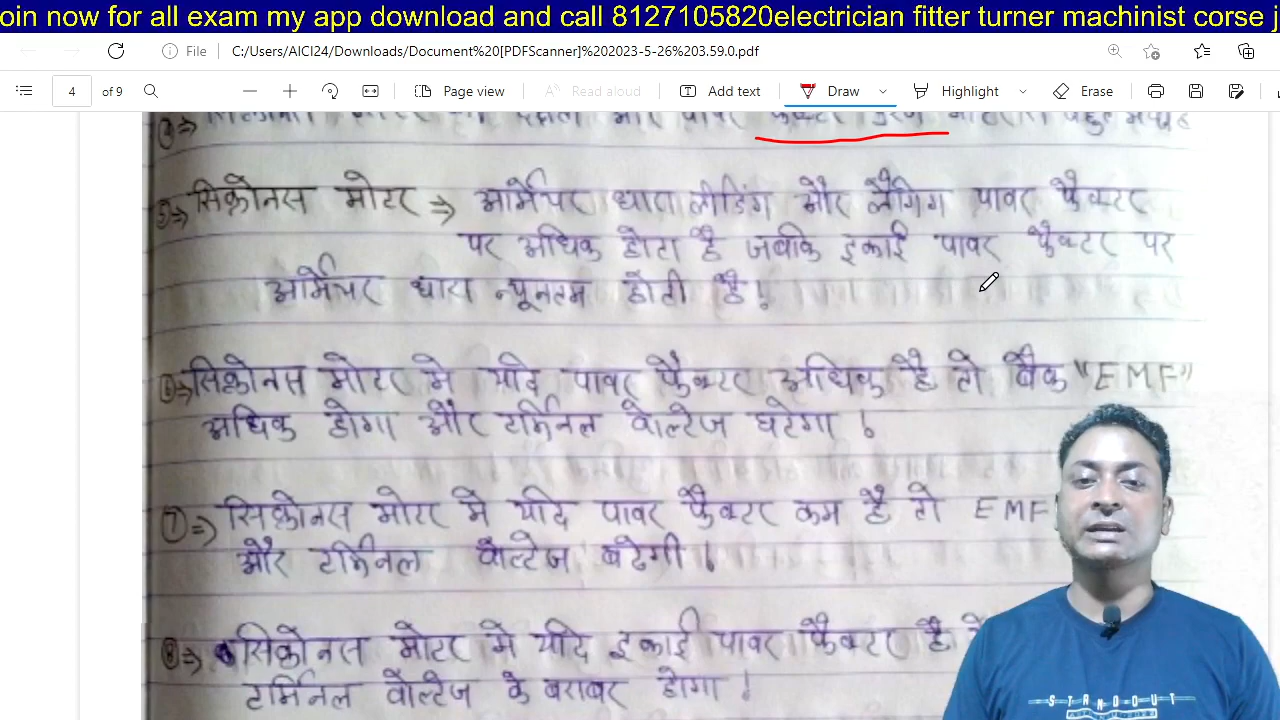 oin now for all exam my app download and call 8127105820electrician fitter turner machinist corse j
File C:/Users/AICI24/Downloads/Document%20[PDFScanner]%202023-5-26%203.59.0.pdf
4 of 9 Page view Read aloud Add text Draw Highlight Erase
5⇒ सिक्रोनस मोटर ⇒ आर्मेचर धारा लीडिंग और लैगिंग पावर फैक्टर
पर अधिक होता है जबकि इकाई पावर फैक्टर पर
आर्मेचर धारा न्यूनतम होती है!
⑥⇒ सिक्रोनस मोटर मे यदि पावर फैक्टर अधिक है तो बैक "EMF"
अधिक होगा और टर्मिनल वोल्टेज घटेगा !
⑦⇒ सिक्रोनस मोटर मे यदि पावर फैक्टर कम है तो EMF
और टर्मिनल वोल्टेज बढेगी !
⑧⇒ सिक्रोनस मोटर मे यदि इकाई पावर फैक्टर है
टर्मिनल वोल्टेज के बराबर होगा !
STANDOUT